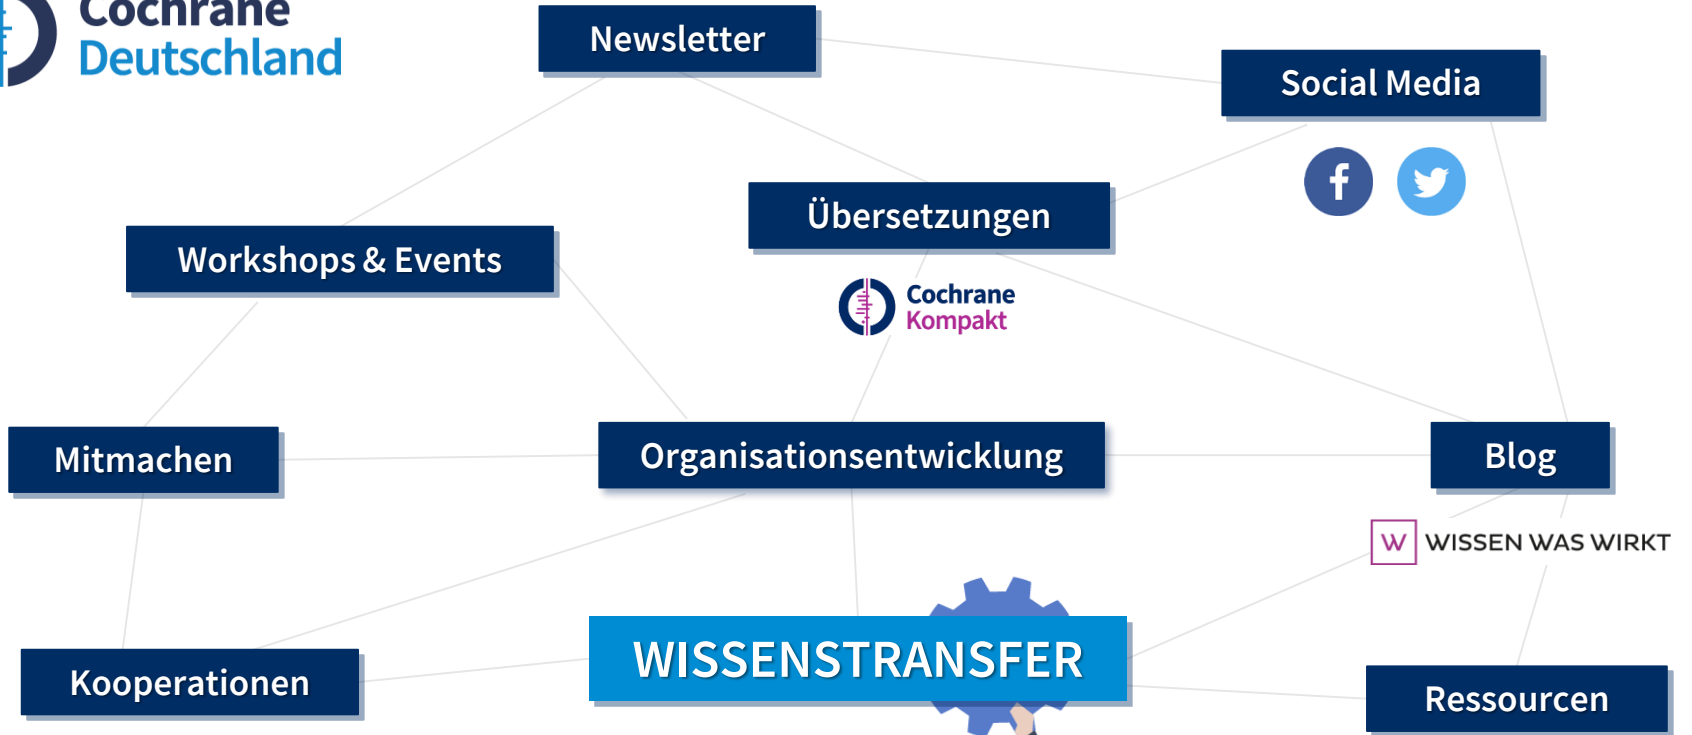 Cochrane
Deutschland
Newsletter
Social Media
Übersetzungen
Workshops & Events
Cochrane
Kompakt
Mitmachen
Organisationsentwicklung
Blog
W WISSEN WAS WIRKT
WISSENSTRANSFER
Kooperationen
Ressourcen